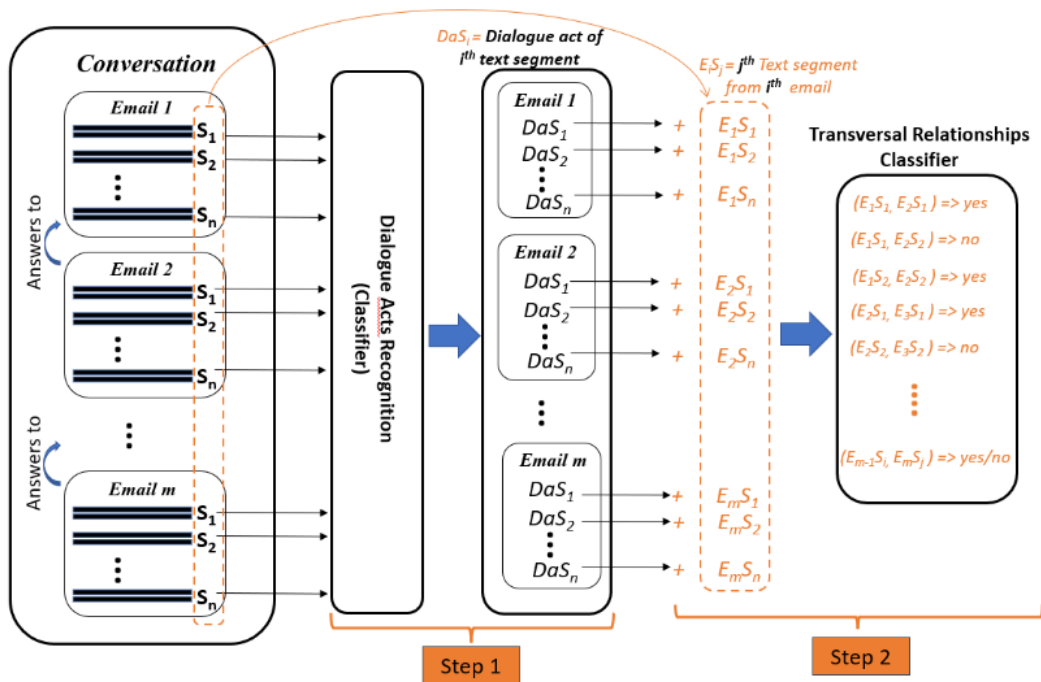 Conversation
Email 1
S1
S2
Sn
Answers to
Email 2
S1
S2
Sn
Answers to
Email m
S1
S2
Sn
Dialogue Acts Recognition
(Classifier)
DaSi = Dialogue act of
ith text segment
Email 1
DaS1
DaS2
DaSn
Email 2
DaS1
DaS2
DaSn
Email m
DaS1
DaS2
DaSn
EiSj = jth Text segment
from ith email
+ E1S1
+ E1S2
+ E1Sn
+ E2S1
+ E2S2
+ E2Sn
+ EmS1
+ EmS2
+ EmSn
Transversal Relationships
Classifier
(E1S1, E2S1 ) => yes
(E1S1, E2S2 ) => no
(E1S2, E2S2 ) => yes
(E2S1, E3S1 ) => yes
(E2S2, E3S2 ) => no
(Em-1Si, EmSj ) => yes/no
Step 1
Step 2